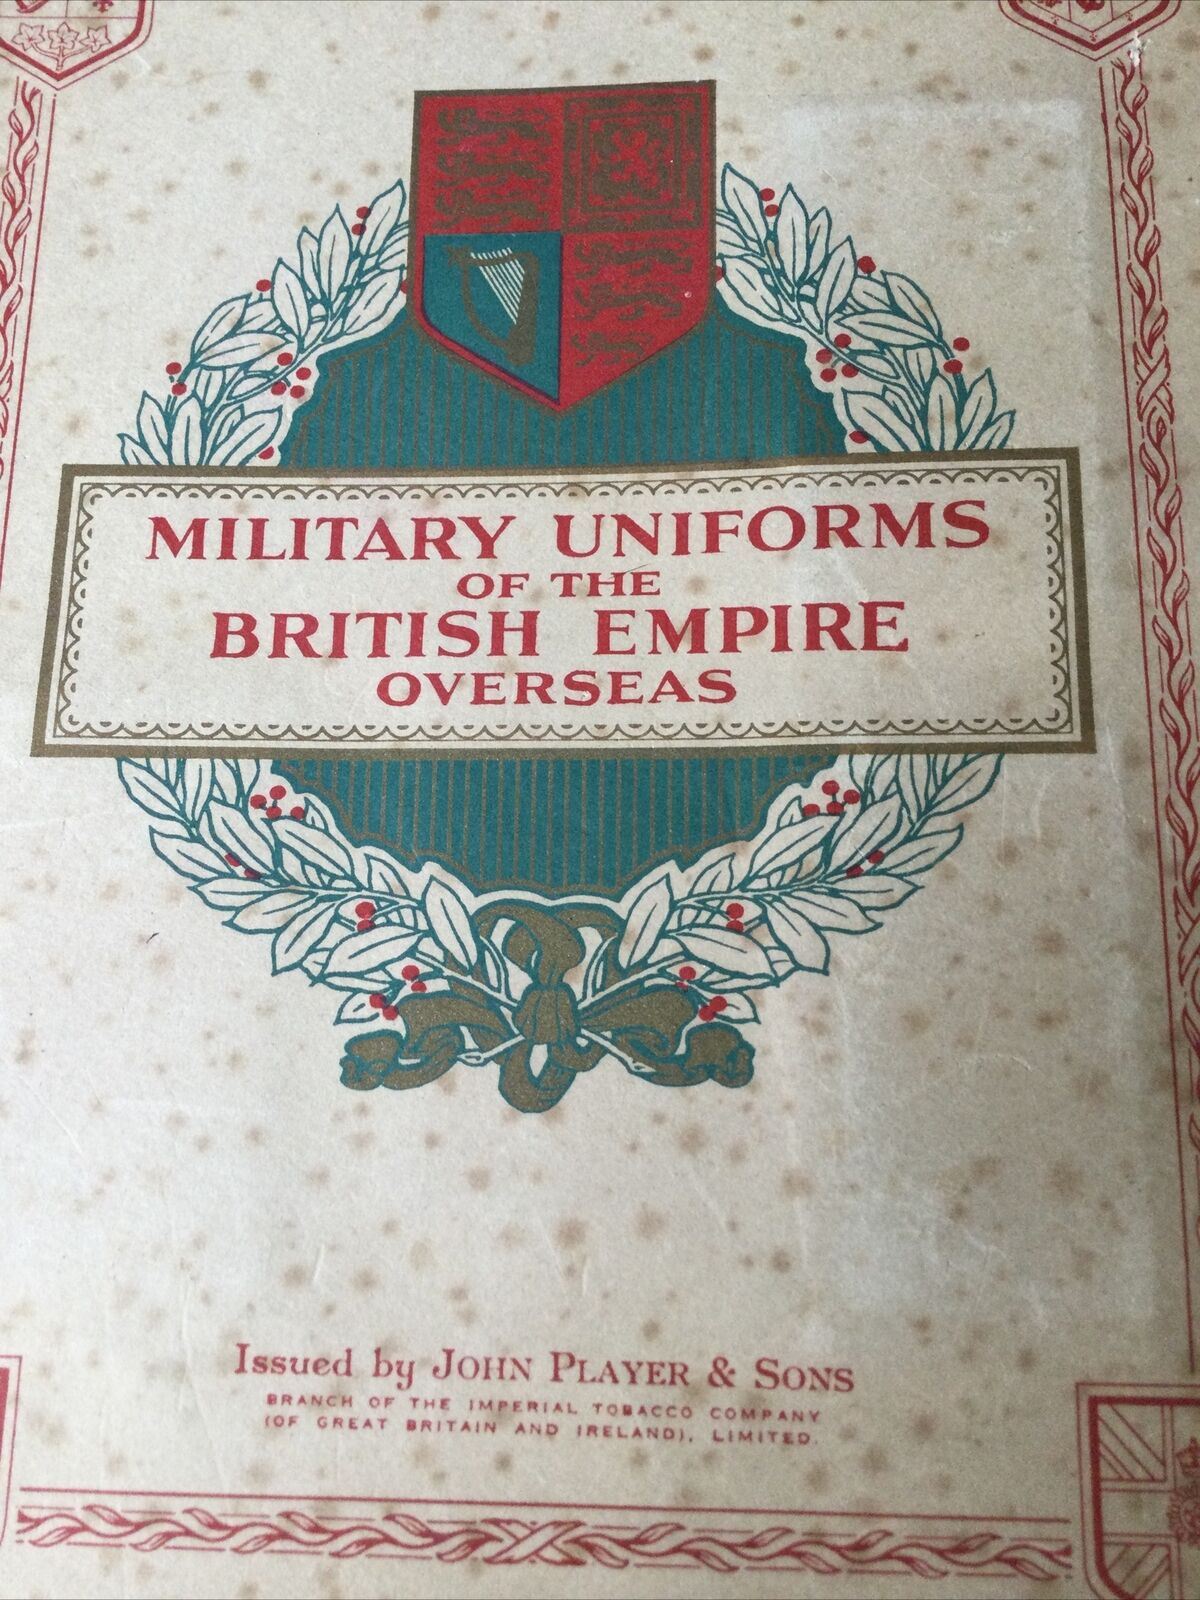 MILITARY UNIFORMS
OF THE
BRITISH EMPIRE
OVERSEAS
Issued by JOHN PLAYER & SONS
BRANCH OF THE IMPERIAL TOBACCO COMPANY
(OF GREAT BRITAIN AND IRELAND), LIMITED.